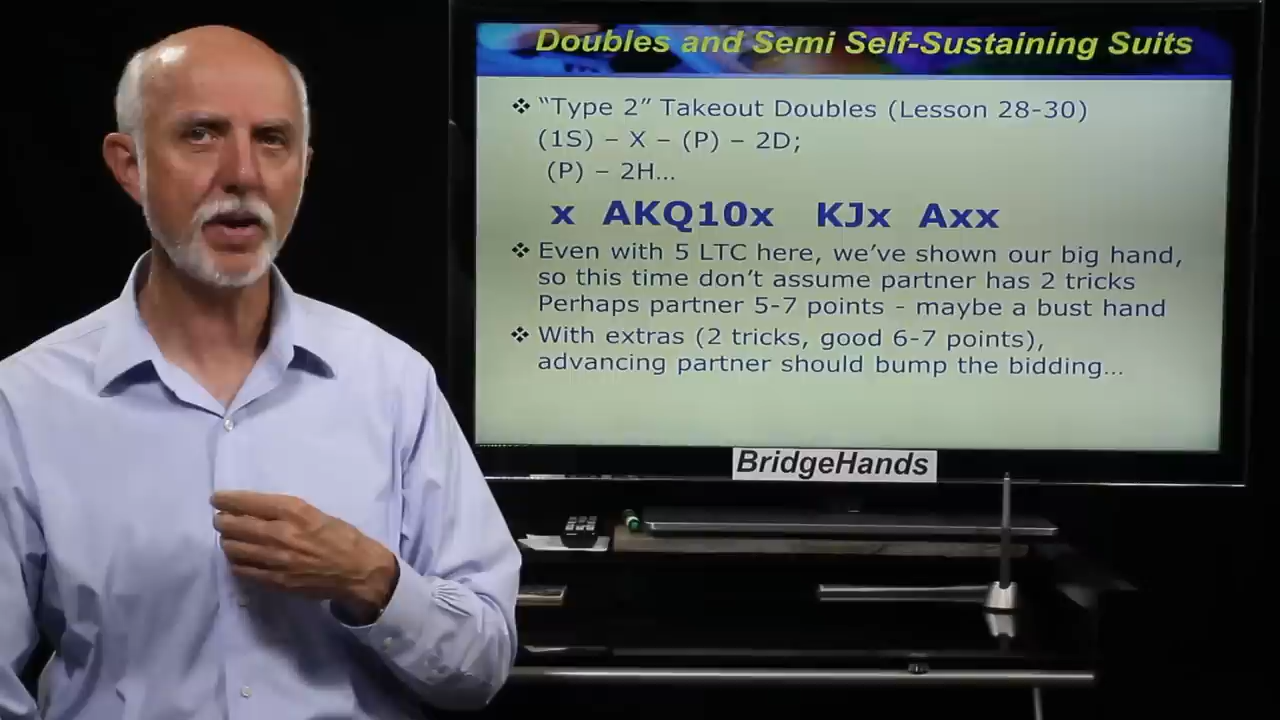 Doubles and Semi Self-Sustaining Suits
❖ “Type 2” Takeout Doubles (Lesson 28-30)
(1S) – X – (P) – 2D;
(P) – 2H...
x AKQ10x KJx Axx
❖ Even with 5 LTC here, we’ve shown our big hand,
so this time don’t assume partner has 2 tricks
Perhaps partner 5-7 points - maybe a bust hand
❖ With extras (2 tricks, good 6-7 points),
advancing partner should bump the bidding...
BridgeHands